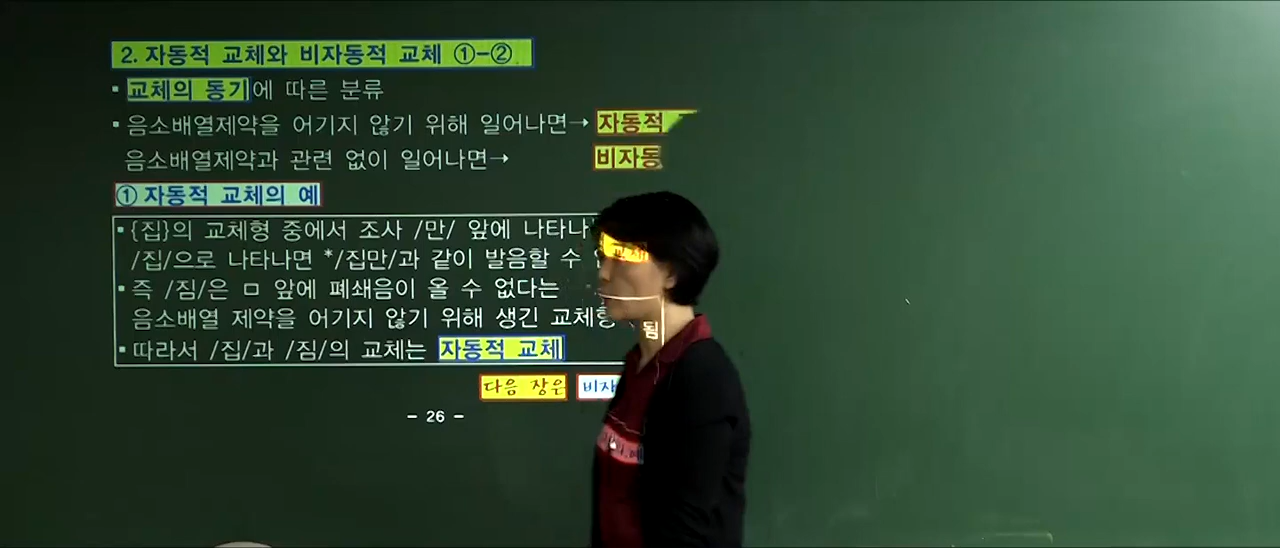 2. 자동적 교체와 비자동적 교체 ①-②
▪ 교체의 동기에 따른 분류
▪ 음소배열제약을 어기지 않기 위해 일어나면→ 자동적
음소배열제약과 관련 없이 일어나면→ 비자동
① 자동적 교체의 예
▪ {집}의 교체형 중에서 조사 /만/ 앞에 나타나
/집/으로 나타나면 */집만/과 같이 발음할 수
▪ 즉 /짐/은 ㅁ 앞에 폐쇄음이 올 수 없다는
음소배열 제약을 어기지 않기 위해 생긴 교체형 됨
▪ 따라서 /집/과 /짐/의 교체는 자동적 교체
다음 장은 비자
- 26 -